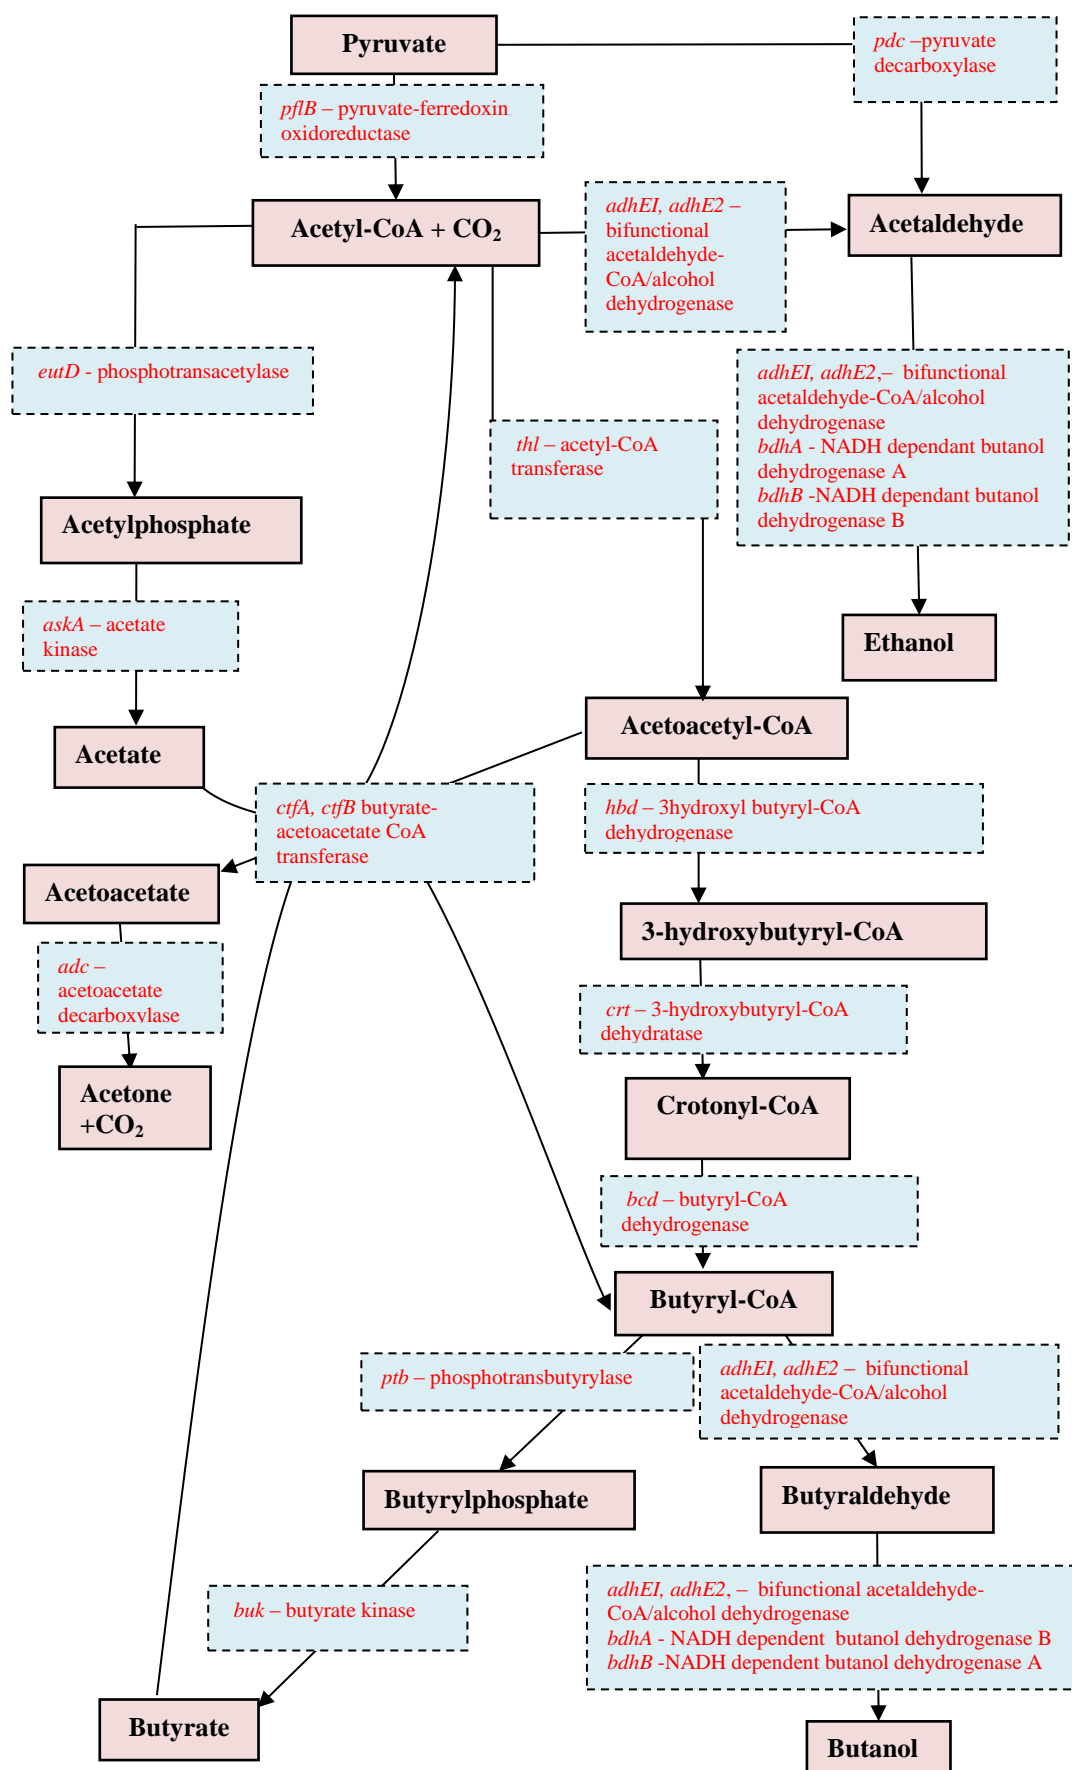 Pyruvate
pdc –pyruvate
decarboxylase
pflB – pyruvate-ferredoxin
oxidoreductase
Acetyl-CoA + CO₂
adhEI, adhE2 –
bifunctional
acetaldehyde-
CoA/alcohol
dehydrogenase
Acetaldehyde
eutD - phosphotransacetylase
adhEI, adhE2,– bifunctional
acetaldehyde-CoA/alcohol
dehydrogenase
bdhA - NADH dependant butanol
dehydrogenase A
bdhB -NADH dependant butanol
dehydrogenase B
thl – acetyl-CoA
transferase
Acetylphosphate
askA – acetate
kinase
Ethanol
Acetate
Acetoacetyl-CoA
ctfA, ctfB butyrate-
acetoacetate CoA
transferase
hbd – 3hydroxyl butyryl-CoA
dehydrogenase
Acetoacetate
3-hydroxybutyryl-CoA
adc –
acetoacetate
decarboxylase
crt – 3-hydroxybutyryl-CoA
dehydratase
Acetone
+CO₂
Crotonyl-CoA
bcd – butyryl-CoA
dehydrogenase
Butyryl-CoA
ptb – phosphotransbutyrylase
adhEI, adhE2 – bifunctional
acetaldehyde-CoA/alcohol
dehydrogenase
Butyrylphosphate
Butyraldehyde
buk – butyrate kinase
adhEI, adhE2, – bifunctional acetaldehyde-
CoA/alcohol dehydrogenase
bdhA - NADH dependent butanol dehydrogenase B
bdhB -NADH dependent butanol dehydrogenase A
Butyrate
Butanol